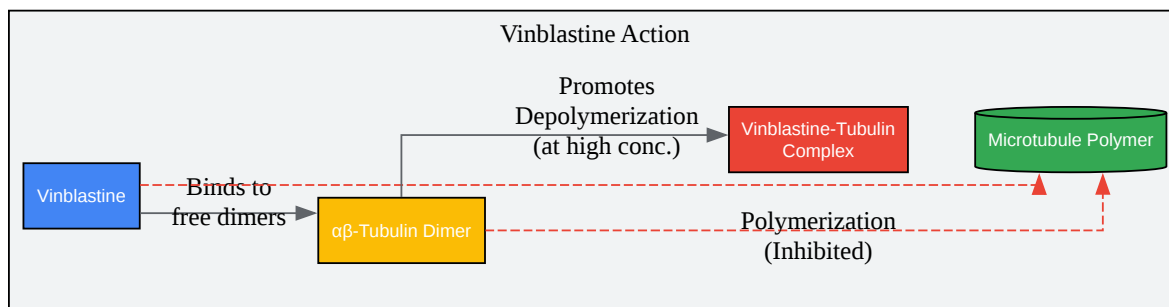 Vinblastine Action
Promotes
Depolymerization
(at high conc.)
Vinblastine-Tubulin
Complex
Microtubule Polymer
Vinblastine
Binds to
free dimers
αβ-Tubulin Dimer
Polymerization
(Inhibited)